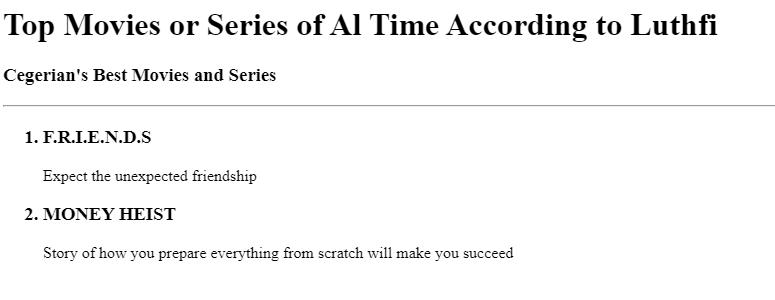 Top Movies or Series of Al Time According to Luthfi
Cegerian's Best Movies and Series
1. F.R.I.E.N.D.S
Expect the unexpected friendship
2. MONEY HEIST
Story of how you prepare everything from scratch will make you succeed